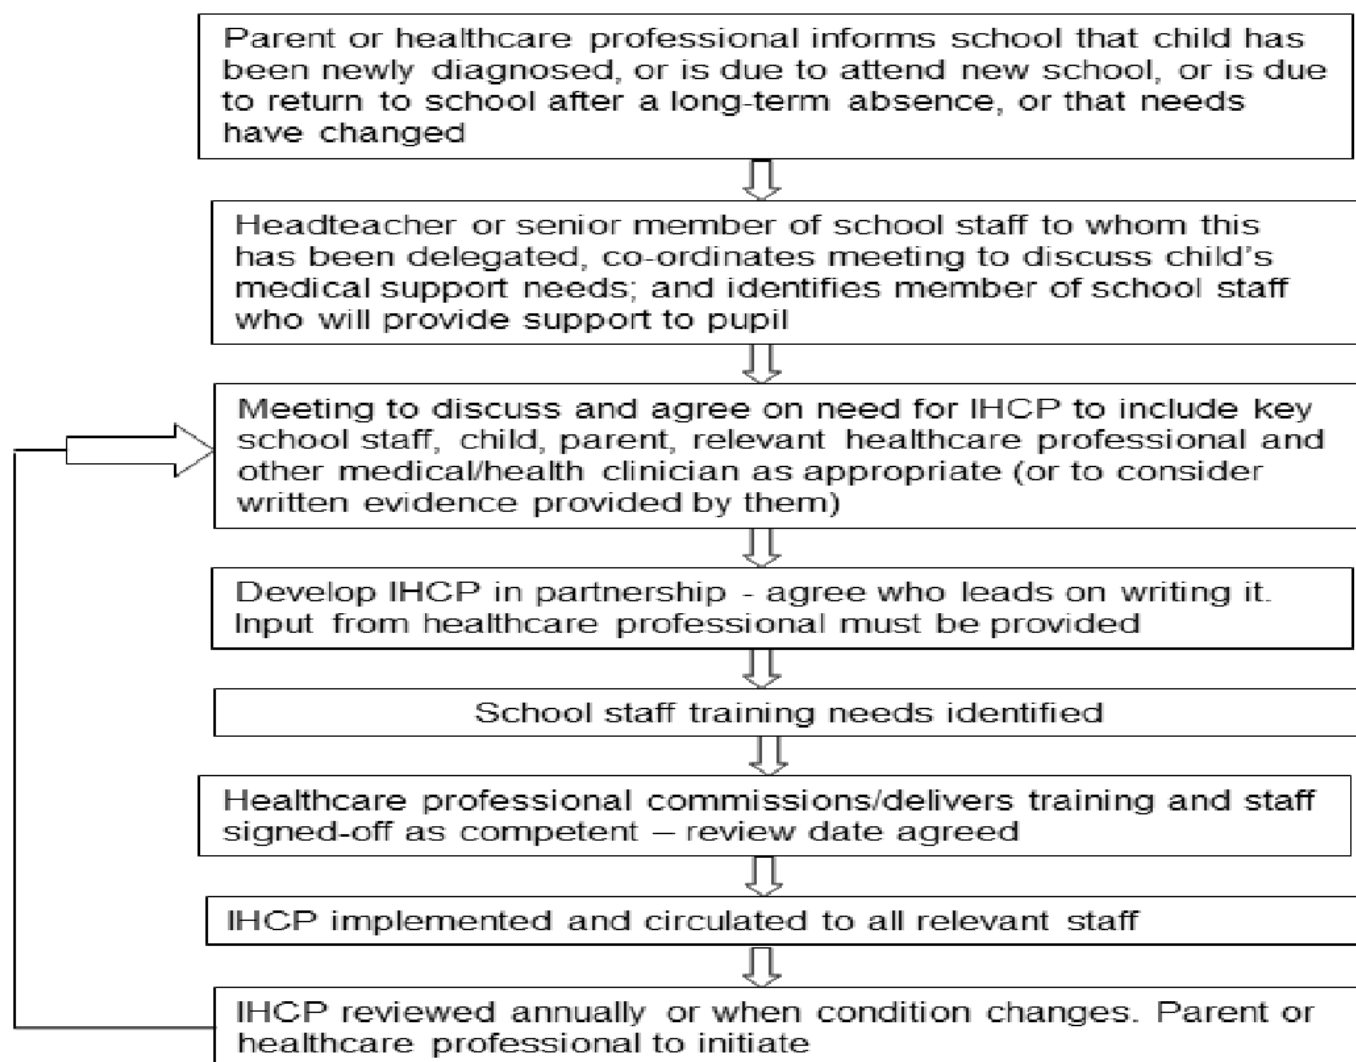 Parent or healthcare professional informs school that child has
been newly diagnosed, or is due to attend new school, or is due
to return to school after a long-term absence, or that needs
have changed
Headteacher or senior member of school staff to whom this
has been delegated, co-ordinates meeting to discuss child's
medical support needs; and identifies member of school staff
who will provide support to pupil
Meeting to discuss and agree on need for IHCP to include key
school staff, child, parent, relevant healthcare professional and
other medical/health clinician as appropriate (or to consider
written evidence provided by them)
Develop IHCP in partnership - agree who leads on writing it.
Input from healthcare professional must be provided
School staff training needs identified
Healthcare professional commissions/delivers training and staff
signed-off as competent – review date agreed
IHCP implemented and circulated to all relevant staff
IHCP reviewed annually or when condition changes. Parent or
healthcare professional to initiate